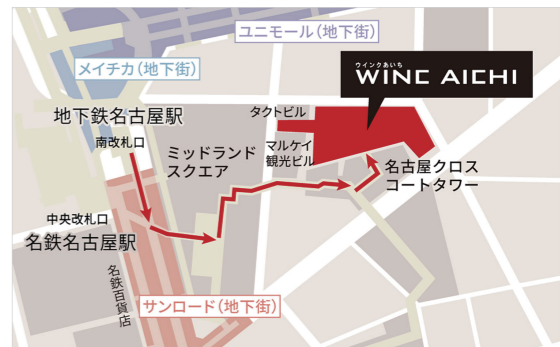 ユニモール(地下街)
メイチカ(地下街)
ウインクあいち
WINC AICHI
地下鉄名古屋駅
タクトビル
南改札口
ミッドランド
スクエア
マルケイ
観光ビル
名古屋クロス
コートタワー
中央改札口
名鉄名古屋駅
名鉄百貨店
サンロード(地下街)